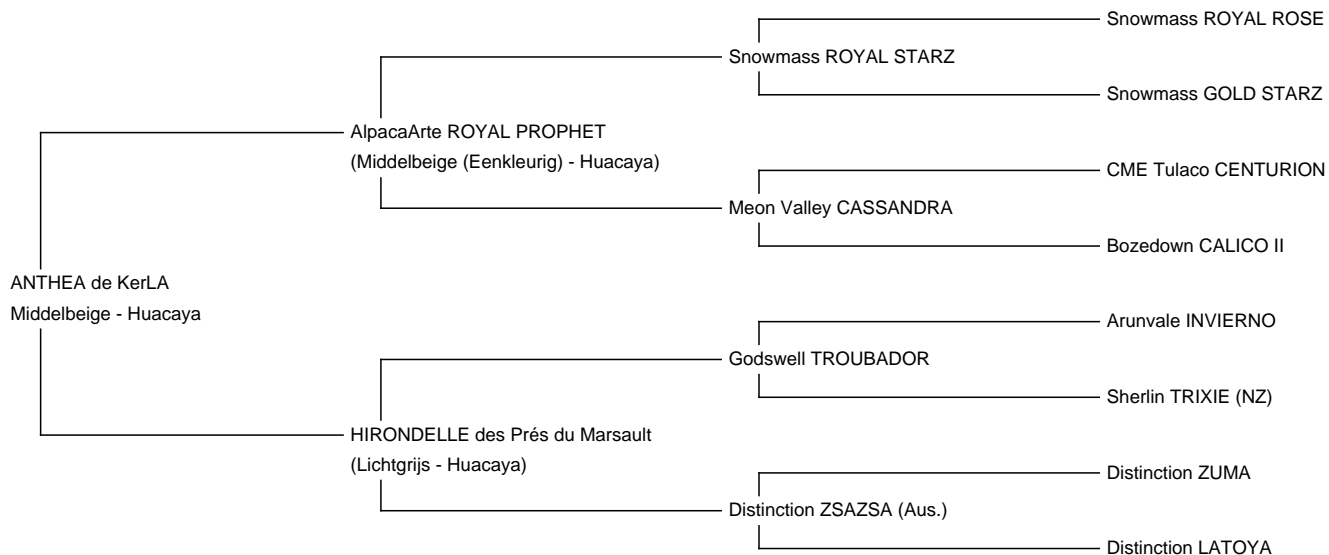 Snowmass ROYAL ROSE
Snowmass ROYAL STARZ
Snowmass GOLD STARZ
AlpacaArte ROYAL PROPHET
(Middelbeige (Eenkleurig) - Huacaya)
CME Tulaco CENTURION
Meon Valley CASSANDRA
Bozedown CALICO II
ANTHEA de KerLA
Middelbeige - Huacaya
Arunvale INVIERNO
Godswell TROUBADOR
Sherlin TRIXIE (NZ)
HIRONDELLE des Prés du Marsault
(Lichtgrijs - Huacaya)
Distinction ZUMA
Distinction ZSAZSA (Aus.)
Distinction LATOYA